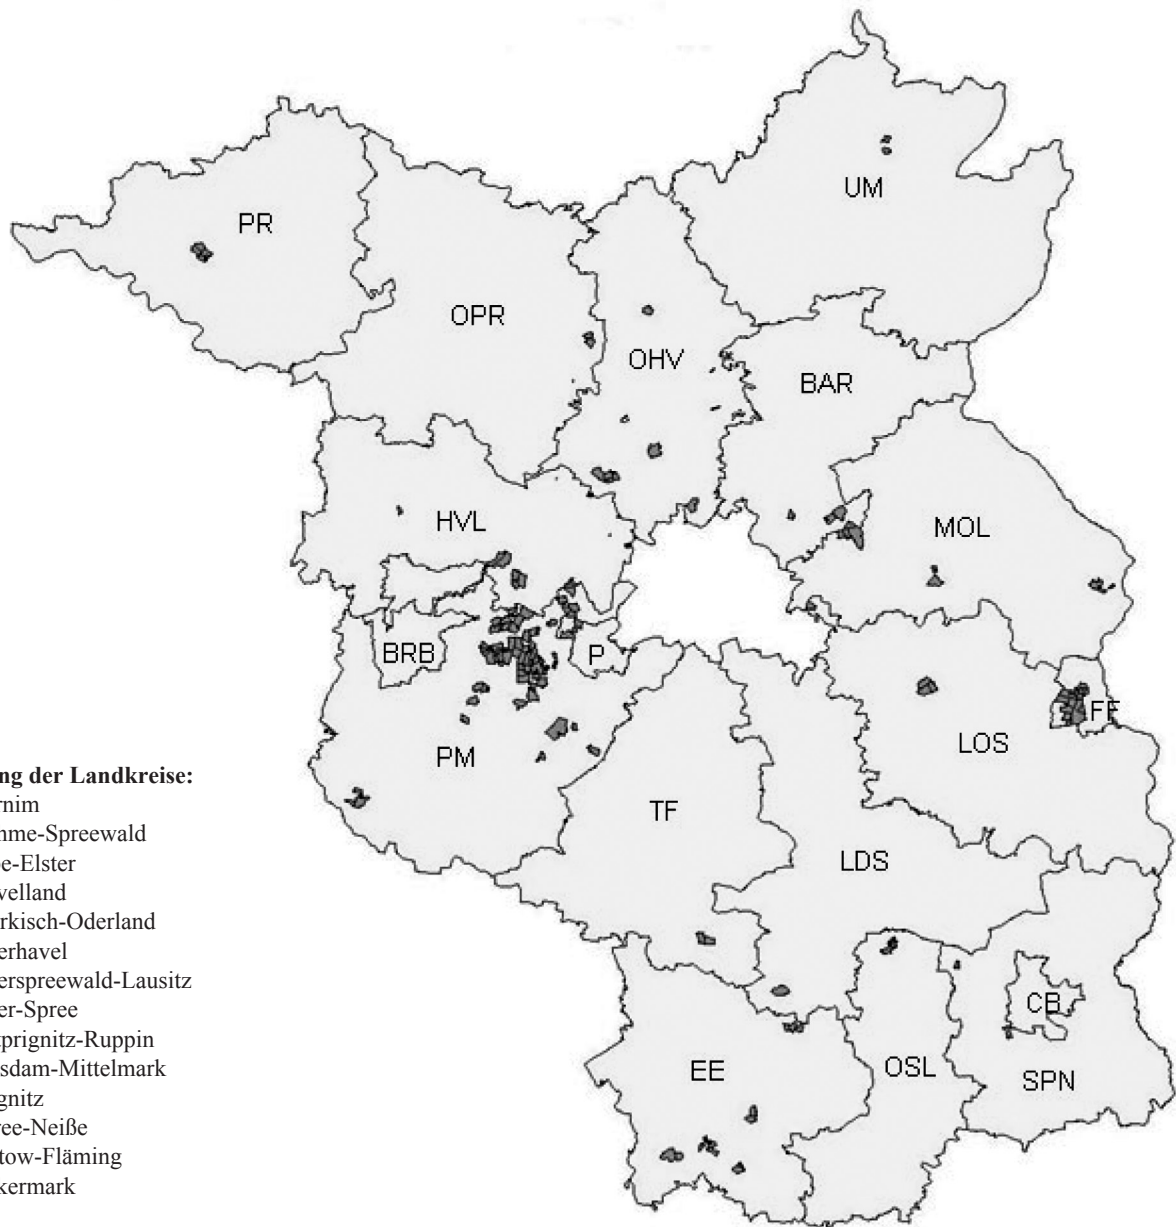 UM
PR
OPR
OHV
BAR
HVL
MOL
BRB
P
FF
PM
LOS
TF
LDS
CB
EE
OSL
SPN
ng der Landkreise:
rnim
hme-Spreewald
e-Elster
velland
rkisch-Oderland
erhavel
erspreewald-Lausitz
er-Spree
prignitz-Ruppin
sdam-Mittelmark
gnitz
ree-Neiße
tow-Fläming
kermark